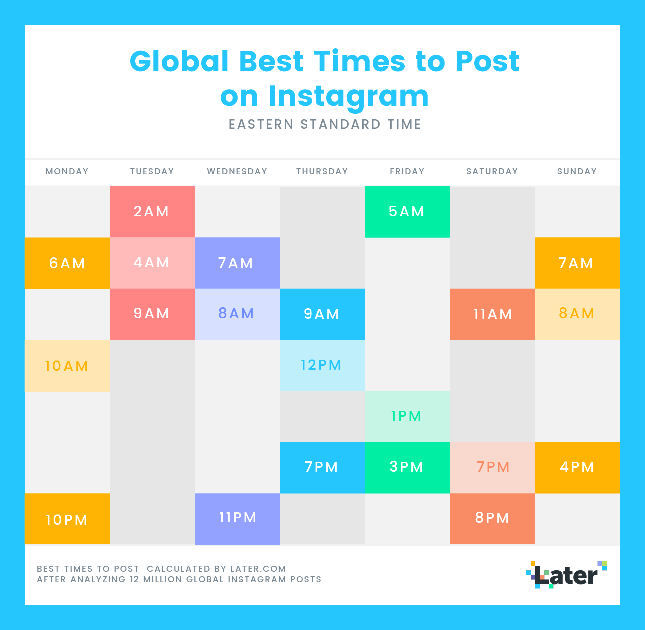 Global Best Times to Post
on Instagram
EASTERN STANDARD TIME
MONDAY TUESDAY WEDNESDAY THURSDAY FRIDAY SATURDAY SUNDAY
2AM 5AM
6AM 4AM 7AM 7AM
9AM 8AM 9AM 11AM 8AM
10AM 12PM
1PM
7PM 3PM 7PM 4PM
10PM 11PM 8PM
BEST TIMES TO POST CALCULATED BY LATER.COM
AFTER ANALYZING 12 MILLION GLOBAL INSTAGRAM POSTS
Later